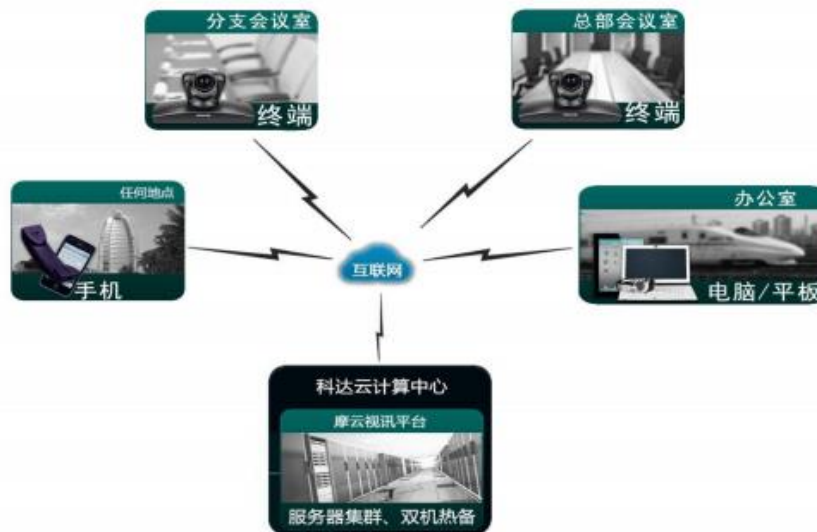 分支会议室
终端
总部会议室
终端
任何地点
手机
办公室
电脑/平板
互联网
科达云计算中心
摩云视讯平台
服务器集群、双机热备